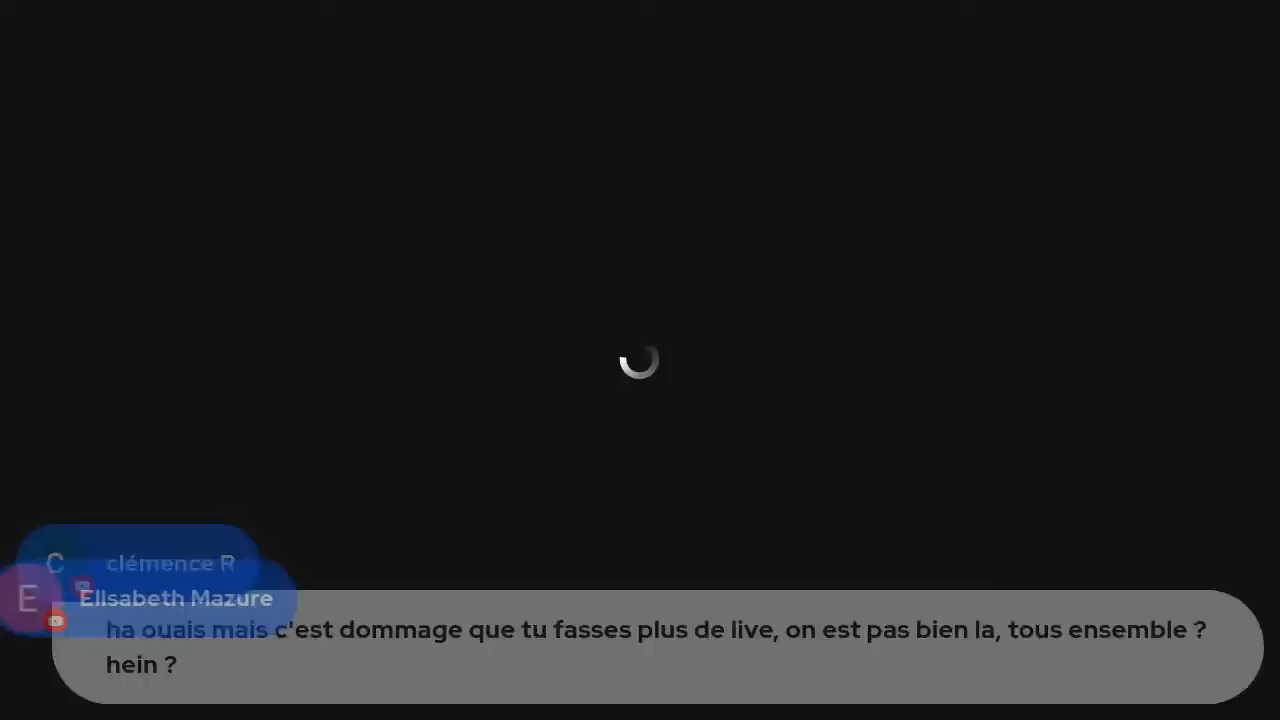 C
clémence R
E
Elisabeth Mazure
ha ouais mais c'est dommage que tu fasses plus de live, on est pas bien la, tous ensemble ?
hein ?